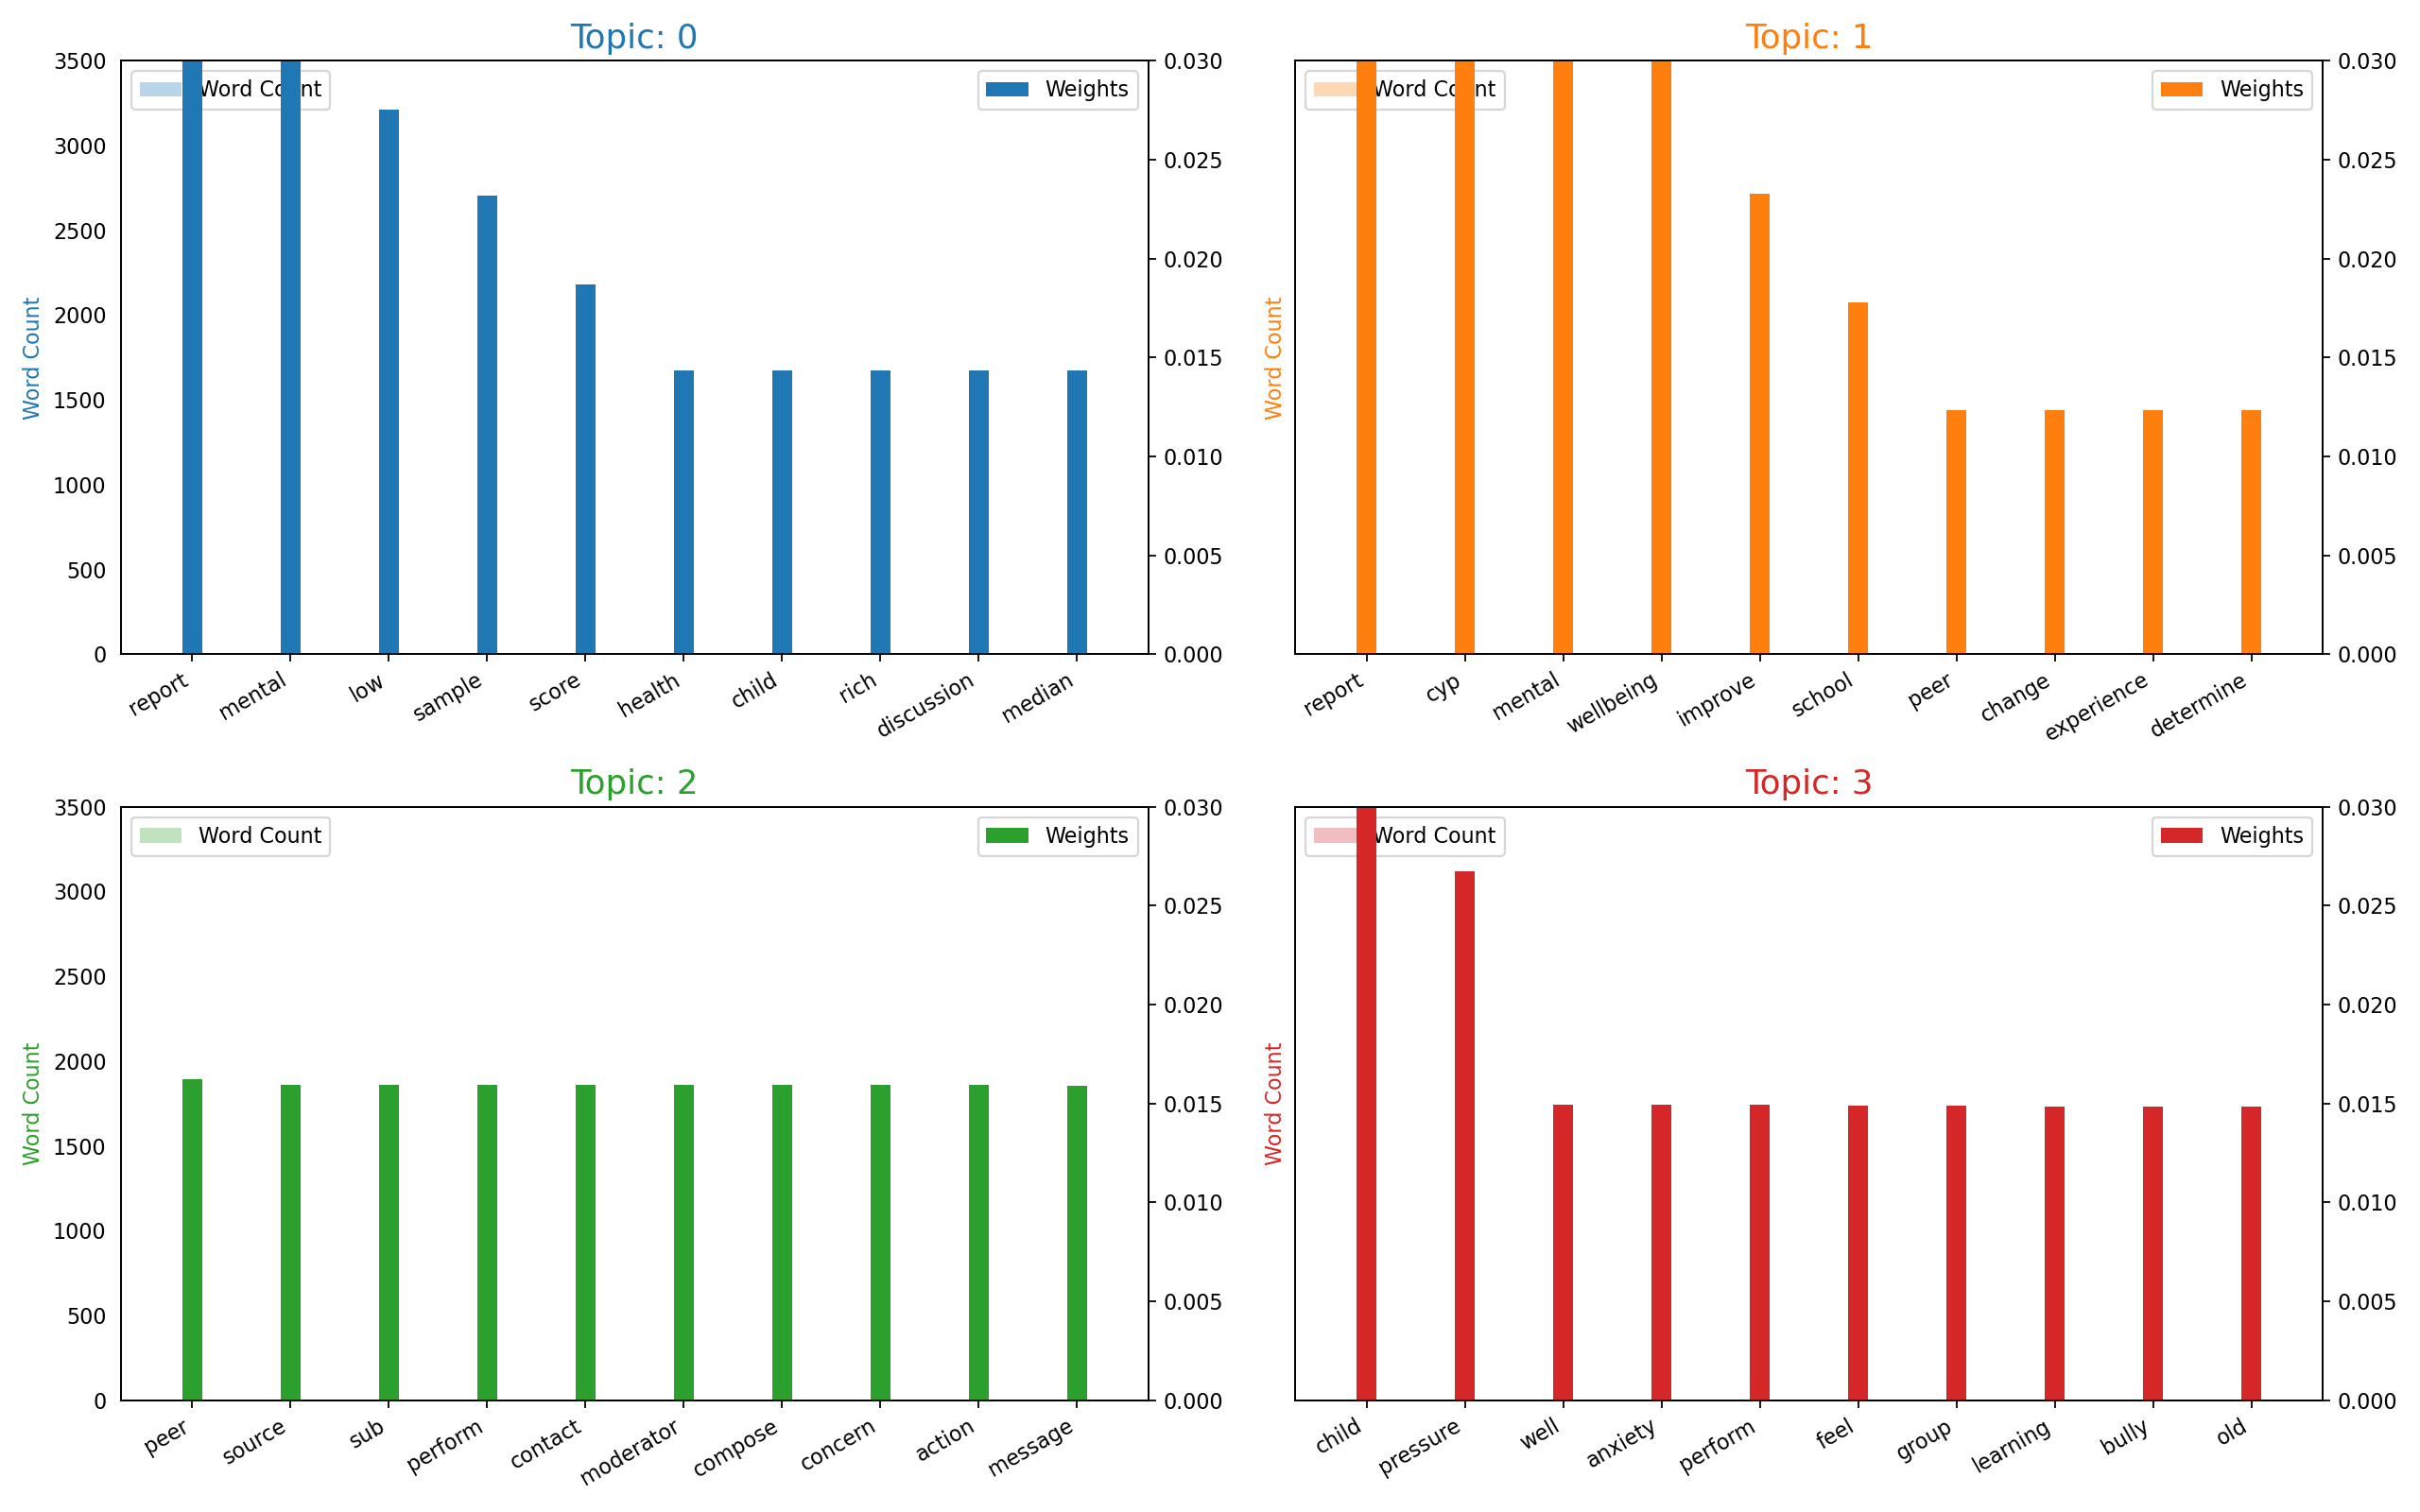 Topic: 0
3500
3000
2500
2000
1500
1000
500
0
Word Count
Word Count
Weights
0.030
0.025
0.020
0.015
0.010
0.005
0.000
report
mental
low
sample
score
health
child
rich
discussion
median
Topic: 1
Word Count
Word Count
Weights
0.030
0.025
0.020
0.015
0.010
0.005
0.000
report
cyp
mental
wellbeing
improve
school
peer
change
experience
determine
Topic: 2
3500
3000
2500
2000
1500
1000
500
0
Word Count
Word Count
Weights
0.030
0.025
0.020
0.015
0.010
0.005
0.000
peer
source
sub
perform
contact
moderator
compose
concern
action
message
Topic: 3
Word Count
Word Count
Weights
0.030
0.025
0.020
0.015
0.010
0.005
0.000
child
pressure
well
anxiety
perform
feel
group
learning
bully
old